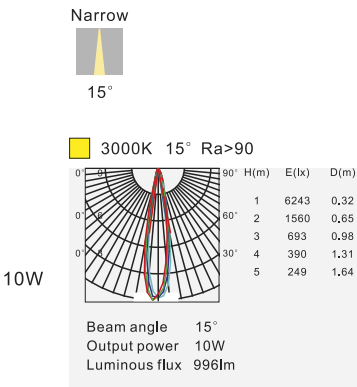 Narrow
15°
3000K 15° Ra>90
90° H(m) E(lx) D(m)
1 6243 0.32
60° 2 1560 0.65
3 693 0.98
30° 4 390 1.31
5 249 1.64
10W
Beam angle 15°
Output power 10W
Luminous flux 996lm